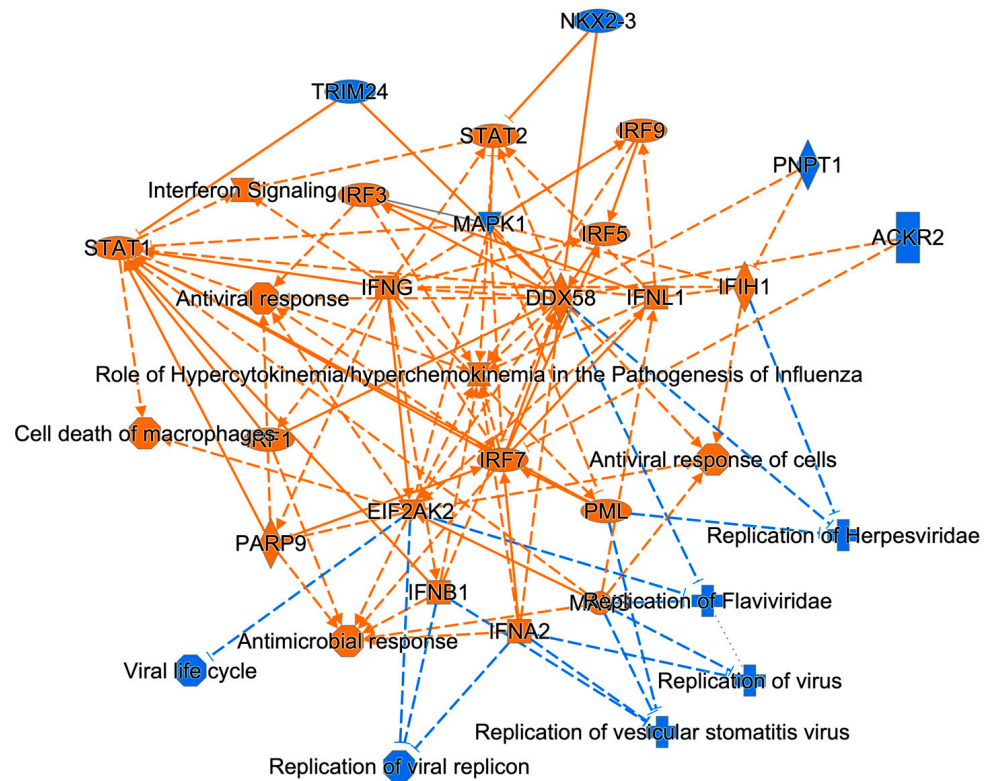 NKX2-3
TRIM24
STAT2
IRF9
PNPT1
Interferon Signaling
IRF3
MAPK1
IRF5
ACKR2
STAT1
Antiviral response
IFNG
DDX58
IFNL1
IFIH1
Role of Hypercytokinemia/hyperchemokinemia in the Pathogenesis of Influenza
Cell death of macrophages
IRF1
IRF7
Antiviral response of cells
EIF2AK2
PML
PARP9
Replication of Herpesviridae
IFNB1
Replication of Flaviviridae
IFNA2
Antimicrobial response
Viral life cycle
Replication of virus
Replication of vesicular stomatitis virus
Replication of viral replicon